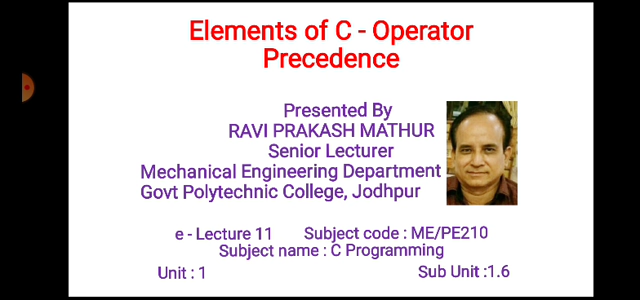 Elements of C - Operator
Precedence
Presented By
RAVI PRAKASH MATHUR
Senior Lecturer
Mechanical Engineering Department
Govt Polytechnic College, Jodhpur
e - Lecture 11 Subject code : ME/PE210
Subject name : C Programming
Unit : 1 Sub Unit :1.6